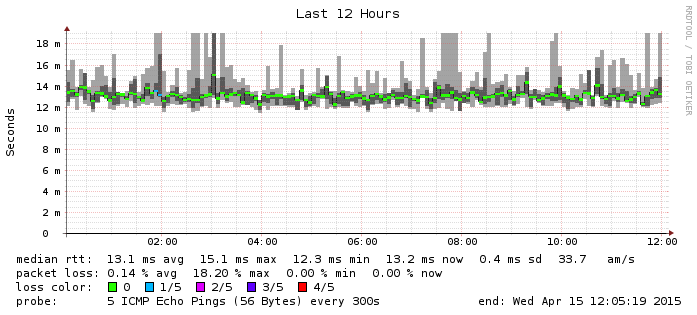 Last 12 Hours
RRDTOOL / TOBI OETIKER
Seconds
18 m
16 m
14 m
12 m
10 m
8 m
6 m
4 m
2 m
0
02:00 04:00 06:00 08:00 10:00 12:00
median rtt: 13.1 ms avg 15.1 ms max 12.3 ms min 13.2 ms now 0.4 ms sd 33.7 am/s
packet loss: 0.14 % avg 18.20 % max 0.00 % min 0.00 % now
loss color: 0 1/5 2/5 3/5 4/5
probe: 5 ICMP Echo Pings (56 Bytes) every 300s end: Wed Apr 15 12:05:19 2015